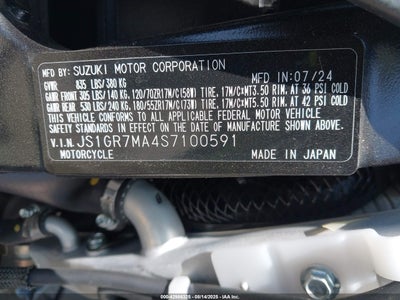 MFD BY: SUZUKI MOTOR CORPORATION
MFD IN:07/24
GVWR 835 LBS/380 KG
GAWR FRONT 305 LBS/140 KG, 120/70ZR17M/C(58W) TIRE, 17M/C×MT3.50 RIM, AT 36 PSI COLD
GAWR REAR 530 LBS/240 KG, 180/55ZR17M/C(73W) TIRE, 17M/C×MT5.50 RIM, AT 42 PSI COLD
THIS VEHICLE CONFORMS TO ALL APPLICABLE FEDERAL MOTOR VEHICLE
SAFETY STANDARDS IN EFFECT ON THE DATE OF MANUFACTURE SHOWN ABOVE.
V.I.N. JS1GR7MA4S7100591
MOTORCYCLE
MADE IN JAPAN